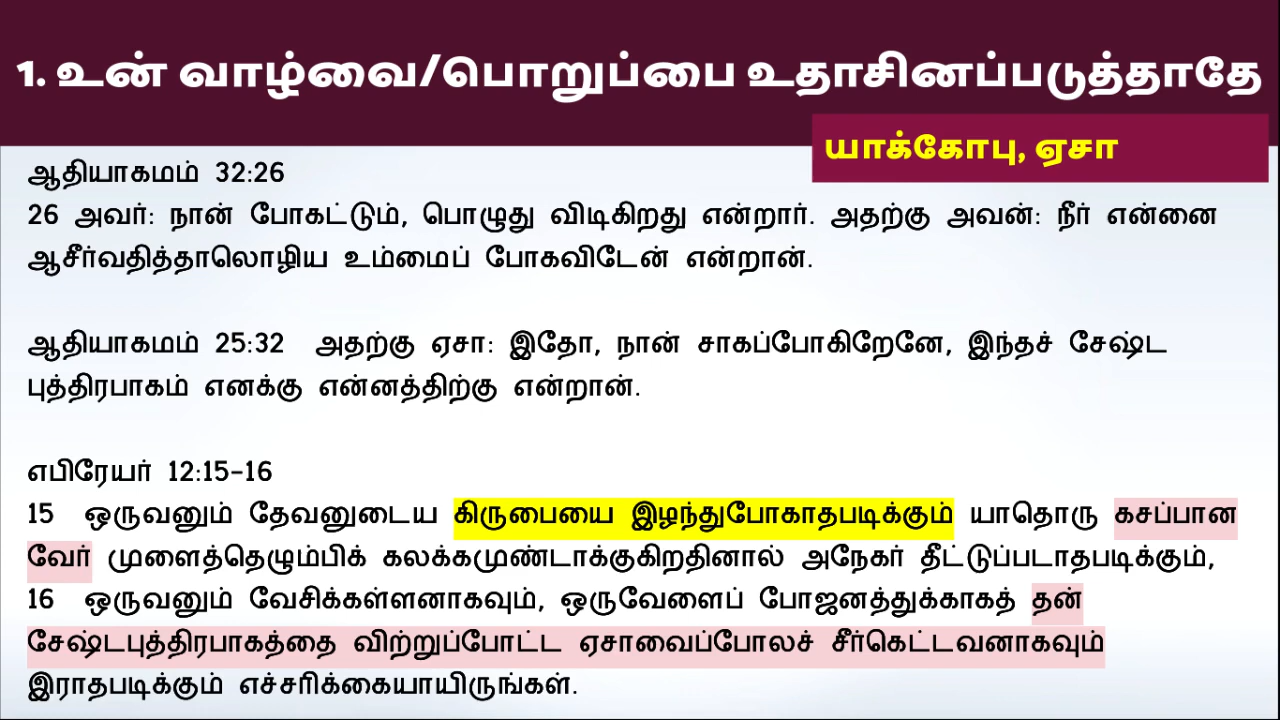 1. உன் வாழ்வை/பொறுப்பை உதாசினப்படுத்தாதே
யாக்கோபு, ஏசா
ஆதியாகமம் 32:26
26 அவர்: நான் போகட்டும், பொழுது விடிகிறது என்றார். அதற்கு அவன்: நீர் என்னை
ஆசீர்வதித்தாலொழிய உம்மைப் போகவிடேன் என்றான்.
ஆதியாகமம் 25:32 அதற்கு ஏசா: இதோ, நான் சாகப்போகிறேனே, இந்தச் சேஷ்ட
புத்திரபாகம் எனக்கு என்னத்திற்கு என்றான்.
எபிரேயர் 12:15-16
15 ஒருவனும் தேவனுடைய கிருபையை இழந்துபோகாதபடிக்கும் யாதொரு கசப்பான
வேர் முளைத்தெழும்பிக் கலக்கமுண்டாக்குகிறதினால் அநேகர் தீட்டுப்படாதபடிக்கும்,
16 ஒருவனும் வேசிக்கள்ளனாகவும், ஒருவேளைப் போஜனத்துக்காகத் தன்
சேஷ்டபுத்திரபாகத்தை விற்றுப்போட்ட ஏசாவைப்போலச் சீர்கெட்டவனாகவும்
இராதபடிக்கும் எச்சரிக்கையாயிருங்கள்.